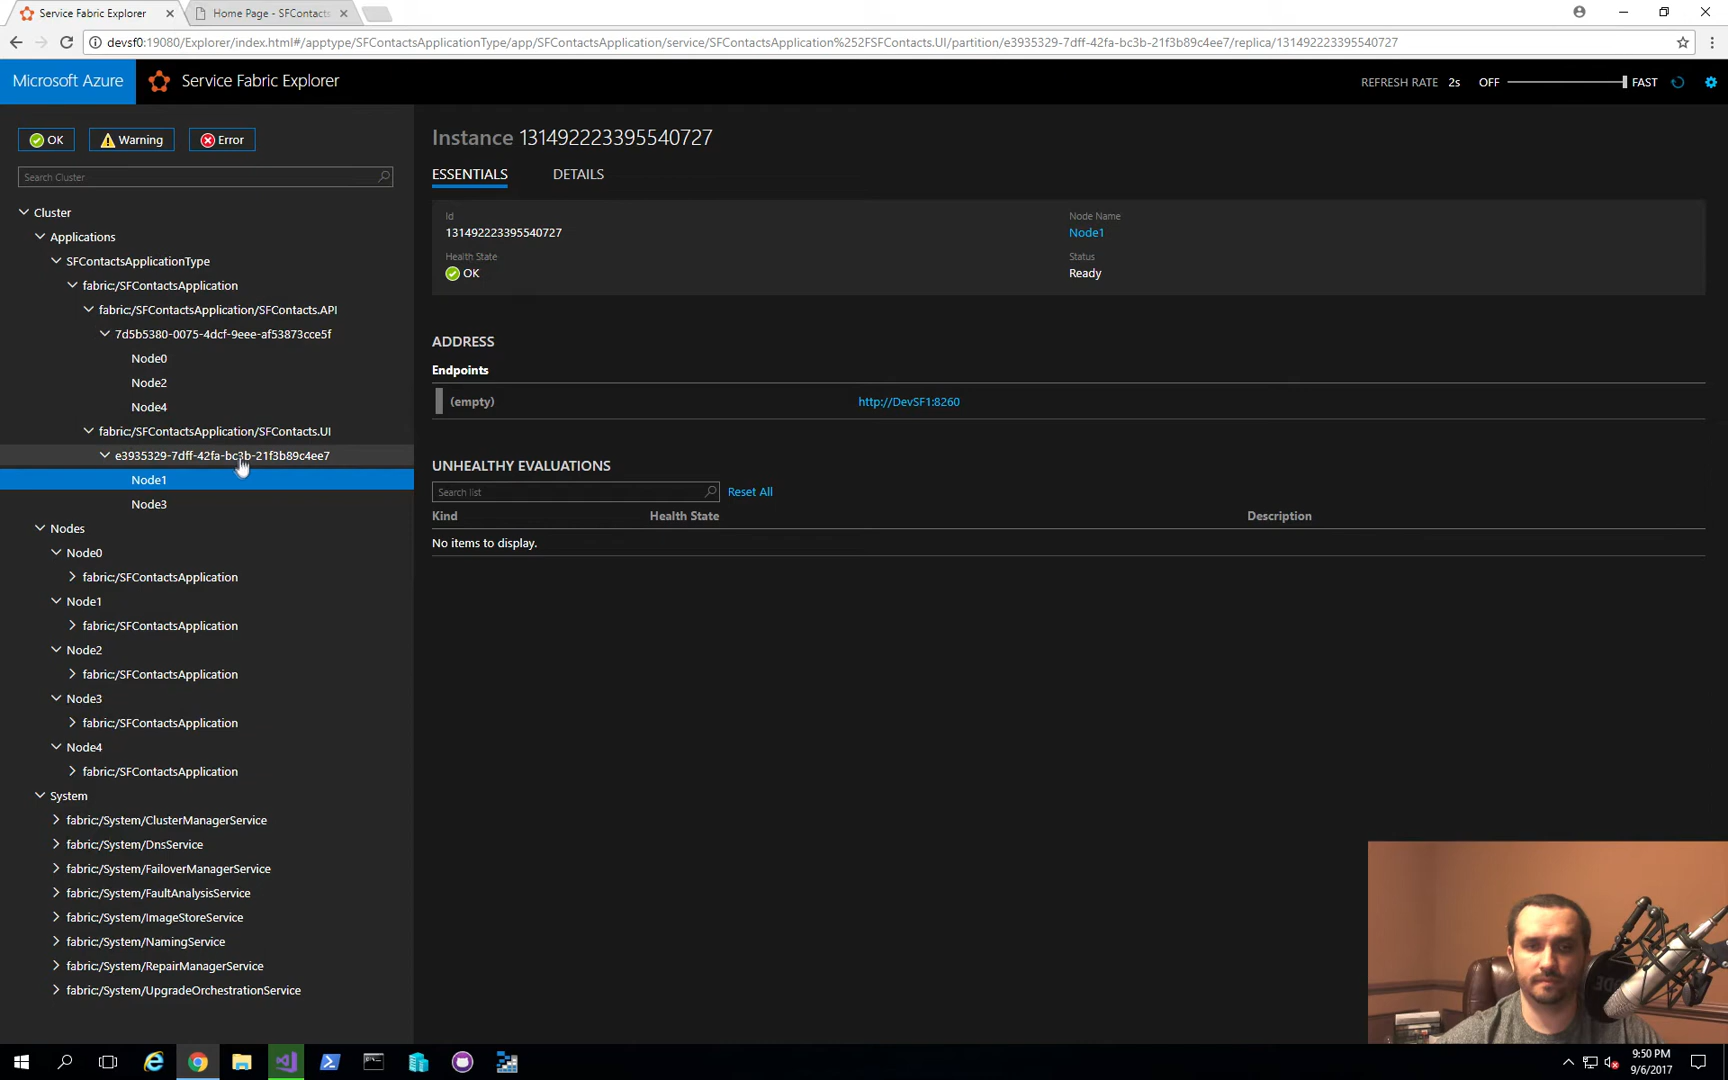 Service Fabric Explorer
Home Page - SFContacts
devsf0:19080/Explorer/index.html#/apptype/SFContactsApplicationType/app/SFContactsApplication/service/SFContactsApplication%252FSFContacts.UI/partition/e3935329-7dff-42fa-bc3b-21f3b89c4ee7/replica/131492223395540727
Microsoft Azure
Service Fabric Explorer
REFRESH RATE 2s OFF FAST
OK
Warning
Error
Search Cluster
Cluster
Applications
SFContactsApplicationType
fabric:/SFContactsApplication
fabric:/SFContactsApplication/SFContacts.API
7d5b5380-0075-4dcf-9eee-af53873cce5f
Node0
Node2
Node4
fabric:/SFContactsApplication/SFContacts.UI
e3935329-7dff-42fa-bc3b-21f3b89c4ee7
Node1
Node3
Nodes
Node0
fabric:/SFContactsApplication
Node1
fabric:/SFContactsApplication
Node2
fabric:/SFContactsApplication
Node3
fabric:/SFContactsApplication
Node4
fabric:/SFContactsApplication
System
fabric:/System/ClusterManagerService
fabric:/System/DnsService
fabric:/System/FailoverManagerService
fabric:/System/FaultAnalysisService
fabric:/System/ImageStoreService
fabric:/System/NamingService
fabric:/System/RepairManagerService
fabric:/System/UpgradeOrchestrationService
Instance 131492223395540727
ESSENTIALS DETAILS
Id
131492223395540727
Node Name
Node1
Health State
OK
Status
Ready
ADDRESS
Endpoints
(empty) http://DevSF1:8260
UNHEALTHY EVALUATIONS
Search list
Reset All
Kind Health State Description
No items to display.
9:50 PM
9/6/2017